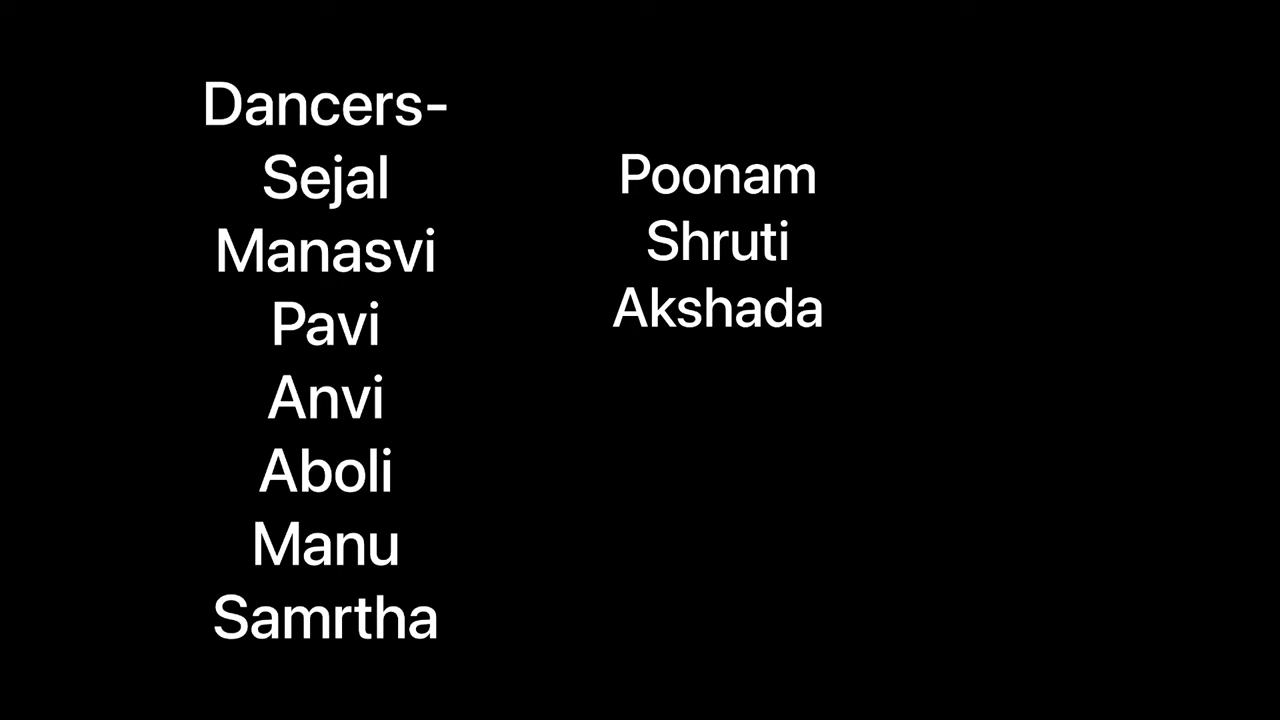 Dancers-
Sejal
Manasvi
Pavi
Anvi
Aboli
Manu
Samrtha
Poonam
Shruti
Akshada